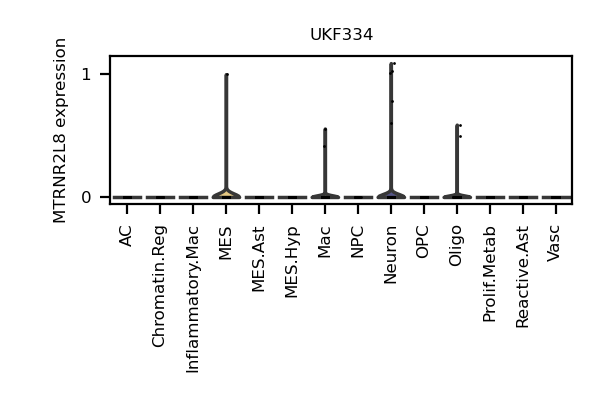 UKF334
MTRNR2L8 expression
1
0
AC
Chromatin.Reg
Inflammatory.Mac
MES
MES.Ast
MES.Hyp
Mac
NPC
Neuron
OPC
Oligo
Prolif.Metab
Reactive.Ast
Vasc